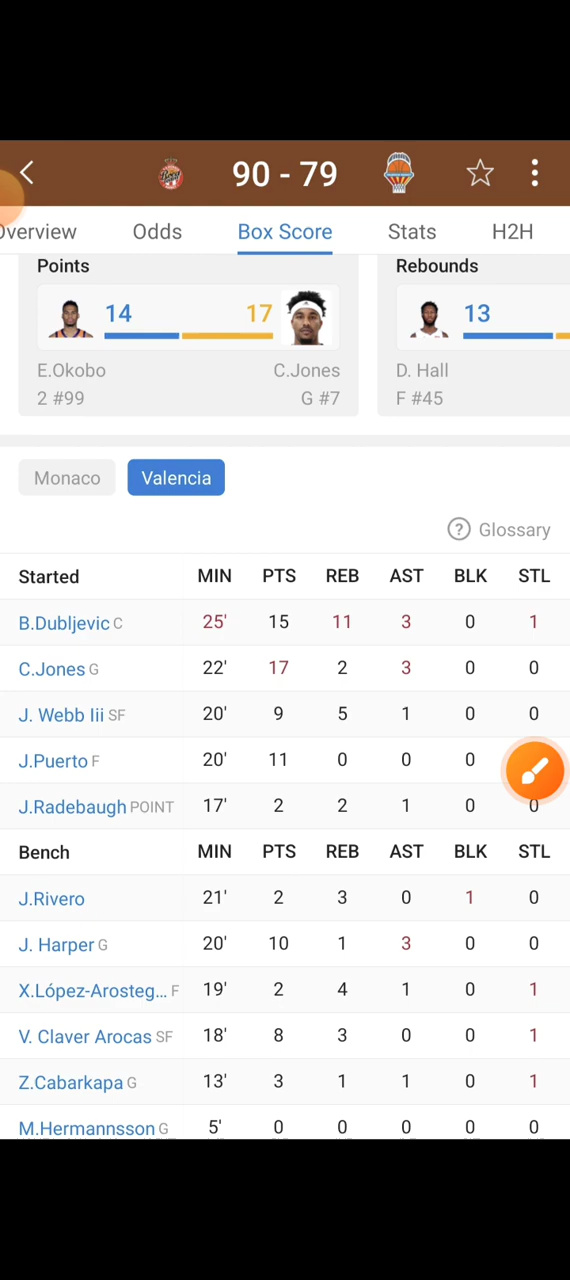 90 - 79
Overview Odds Box Score Stats H2H
Points Rebounds
14 17 13
E.Okobo C.Jones D. Hall
2 #99 G #7 F #45
Monaco Valencia
? Glossary
Started MIN PTS REB AST BLK STL
B.Dubljevic C 25' 15 11 3 0 1
C.Jones G 22' 17 2 3 0 0
J. Webb Iii SF 20' 9 5 1 0 0
J.Puerto F 20' 11 0 0 0
J.Radebaugh POINT 17' 2 2 1 0 0
Bench MIN PTS REB AST BLK STL
J.Rivero 21' 2 3 0 1 0
J. Harper G 20' 10 1 3 0 0
X.López-Arosteg... F 19' 2 4 1 0 1
V. Claver Arocas SF 18' 8 3 0 0 1
Z.Cabarkapa G 13' 3 1 1 0 1
M.Hermannsson G 5' 0 0 0 0 0